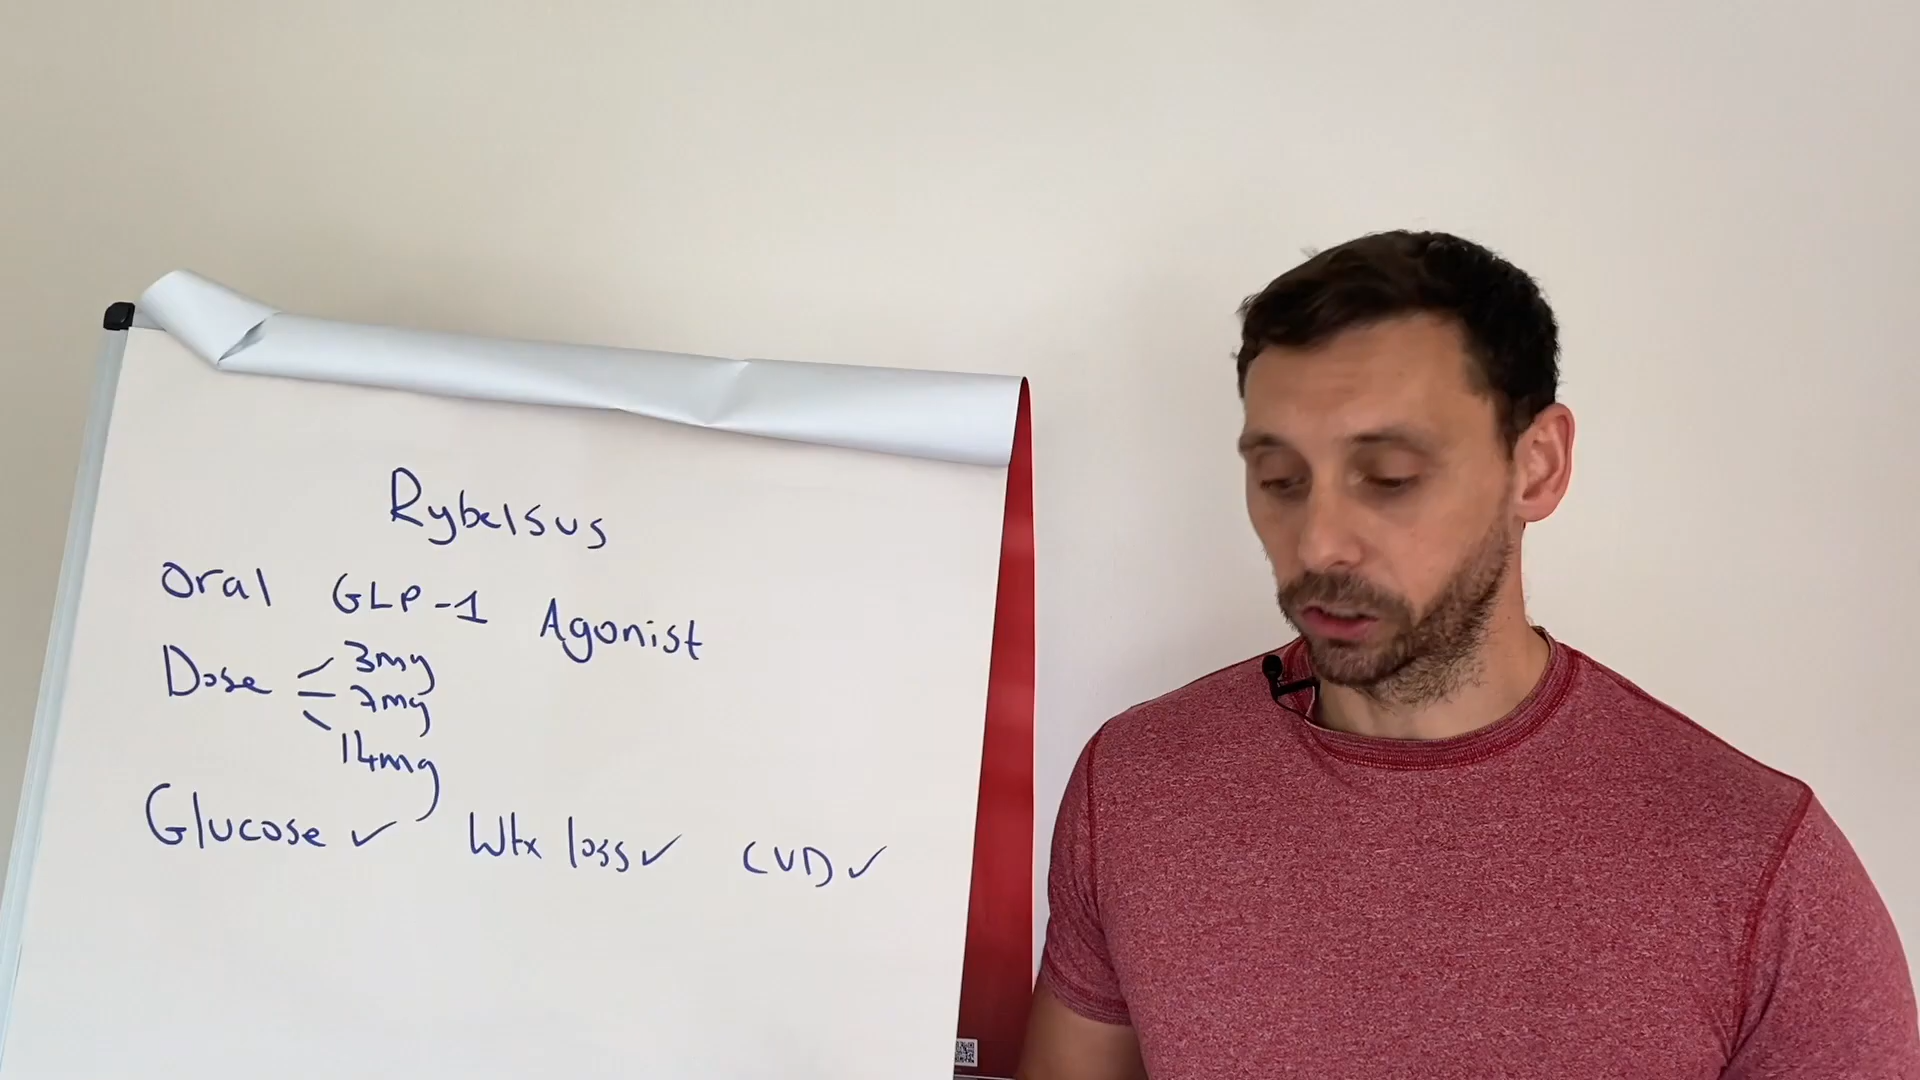 Rybelsus
Oral GLP-1 Agonist
Dose 3mg
7mg
14mg
Glucose ✓ Wtx loss ✓ CVD ✓